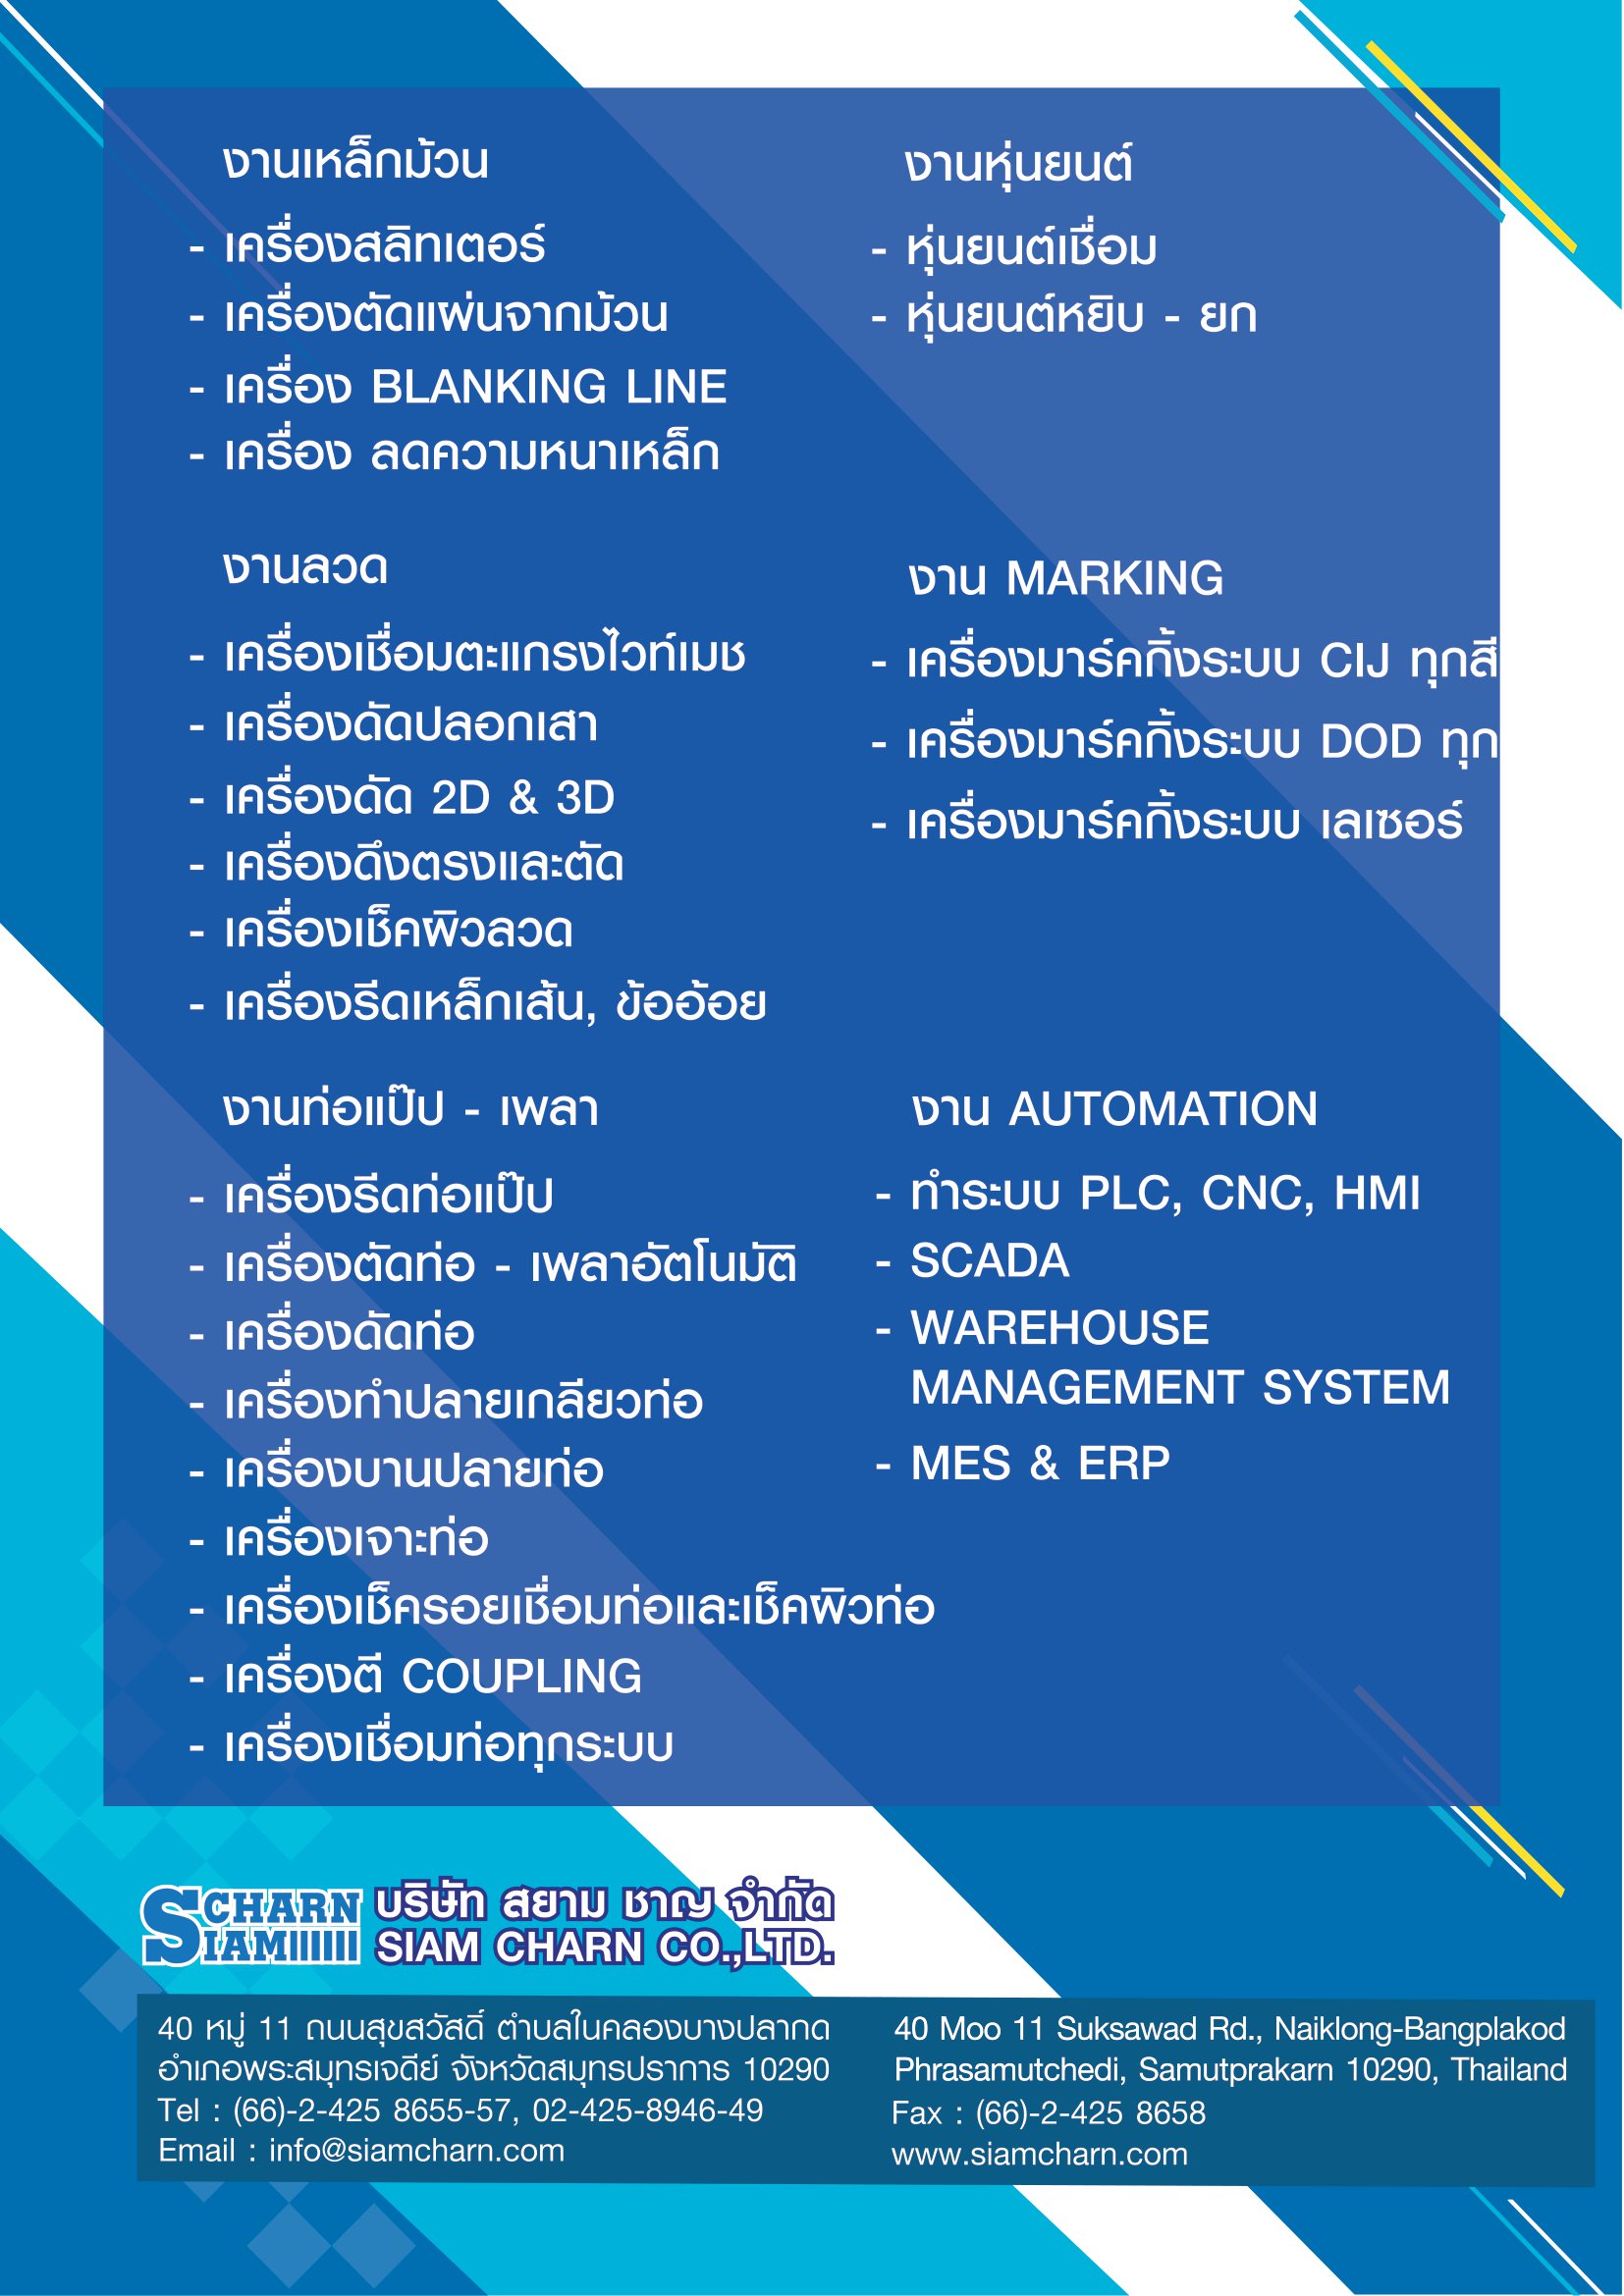 งานเหล็กม้วน
- เครื่องสลิทเตอร์
- เครื่องตัดแผ่นจากม้วน
- เครื่อง BLANKING LINE
- เครื่อง ลดความหนาเหล็ก
งานหุ่นยนต์
- หุ่นยนต์เชื่อม
- หุ่นยนต์หยิบ - ยก
งานลวด
- เครื่องเชื่อมตะแกรงไวท์เมช
- เครื่องดัดปลอกเสา
- เครื่องดัด 2D & 3D
- เครื่องดึงตรงและตัด
- เครื่องเช็คผิวลวด
- เครื่องรีดเหล็กเส้น, ข้ออ้อย
งาน MARKING
- เครื่องมาร์คกิ้งระบบ CIJ ทุกสี
- เครื่องมาร์คกิ้งระบบ DOD ทุก
- เครื่องมาร์คกิ้งระบบ เลเซอร์
งานท่อแป๊ป - เพลา
- เครื่องรีดท่อแป๊ป
- เครื่องตัดท่อ - เพลาอัตโนมัติ
- เครื่องดัดท่อ
- เครื่องทำปลายเกลียวท่อ
- เครื่องบานปลายท่อ
- เครื่องเจาะท่อ
- เครื่องเช็ครอยเชื่อมท่อและเช็คผิวท่อ
- เครื่องตี COUPLING
- เครื่องเชื่อมท่อทุกระบบ
งาน AUTOMATION
- ทำระบบ PLC, CNC, HMI
- SCADA
- WAREHOUSE
MANAGEMENT SYSTEM
- MES & ERP
SCHARN
SIAM
บริษัท สยาม ชาญ จำกัด
SIAM CHARN CO.,LTD.
40 หมู่ 11 ถนนสุขสวัสดิ์ ตำบลในคลองบางปลากด
อำเภอพระสมุทรเจดีย์ จังหวัดสมุทรปราการ 10290
Tel : (66)-2-425 8655-57, 02-425-8946-49
Email : info@siamcharn.com
40 Moo 11 Suksawad Rd., Naiklong-Bangplakod
Phrasamutchedi, Samutprakarn 10290, Thailand
Fax : (66)-2-425 8658
www.siamcharn.com